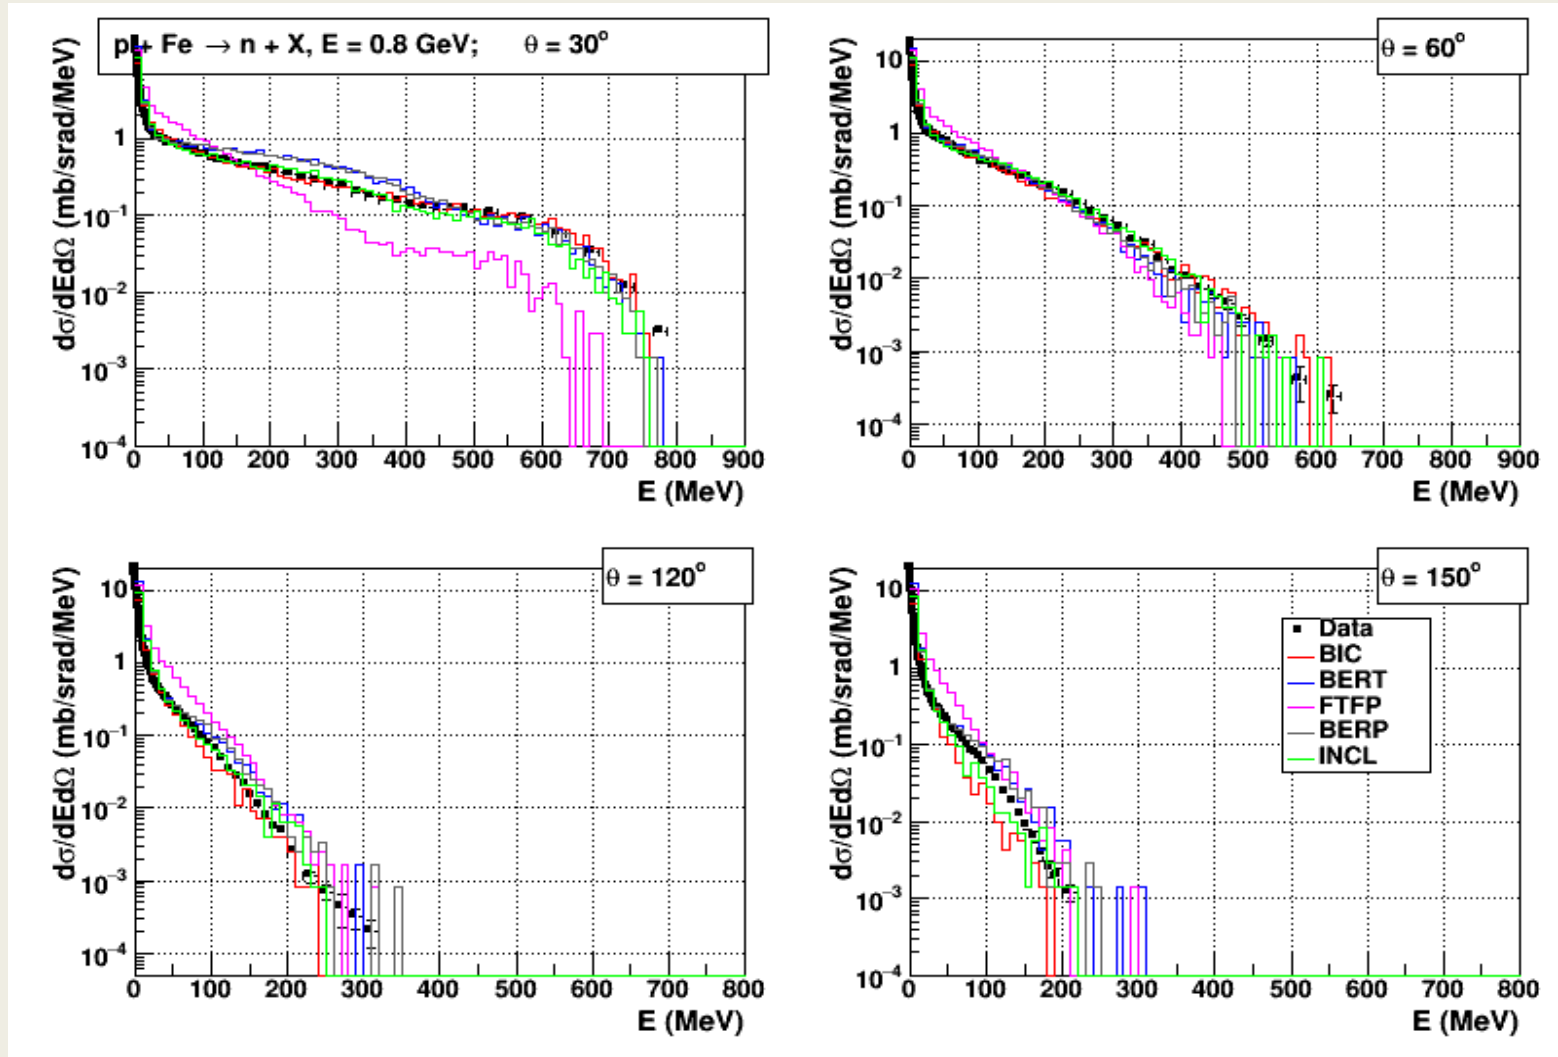 p + Fe → n + X, E = 0.8 GeV; θ = 30°
dσ/dEdΩ (mb/srad/MeV)
1
10⁻¹
10⁻²
10⁻³
10⁻⁴
0 100 200 300 400 500 600 700 800 900
E (MeV)
θ = 60°
dσ/dEdΩ (mb/srad/MeV)
10
1
10⁻¹
10⁻²
10⁻³
10⁻⁴
0 100 200 300 400 500 600 700 800 900
E (MeV)
θ = 120°
dσ/dEdΩ (mb/srad/MeV)
10
1
10⁻¹
10⁻²
10⁻³
10⁻⁴
0 100 200 300 400 500 600 700 800
E (MeV)
θ = 150°
dσ/dEdΩ (mb/srad/MeV)
10
1
10⁻¹
10⁻²
10⁻³
10⁻⁴
Data
BIC
BERT
FTFP
BERP
INCL
0 100 200 300 400 500 600 700 800
E (MeV)